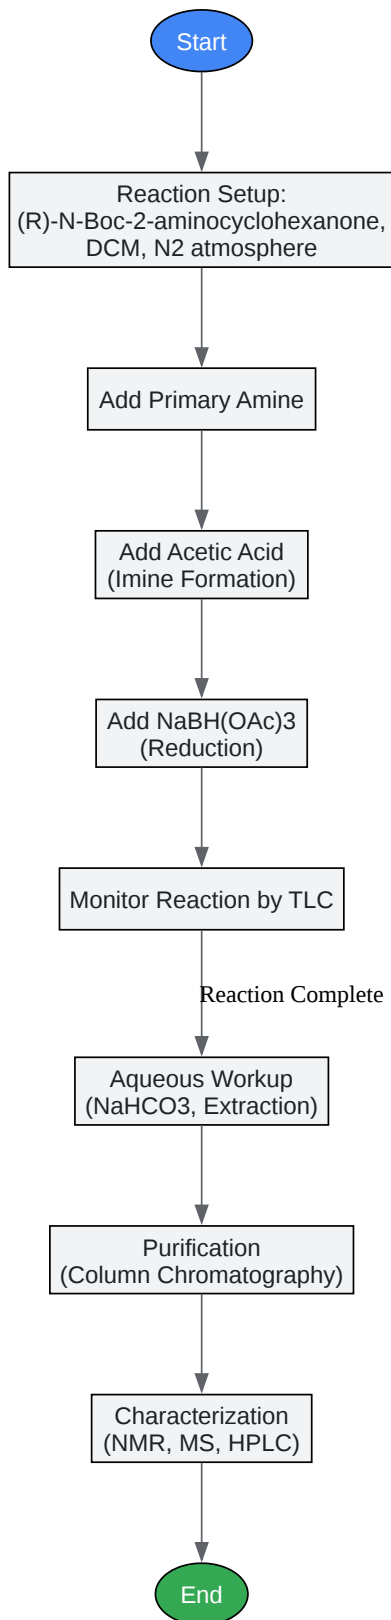 Start
Reaction Setup:
(R)-N-Boc-2-aminocyclohexanone,
DCM, N2 atmosphere
Add Primary Amine
Add Acetic Acid
(Imine Formation)
Add NaBH(OAc)3
(Reduction)
Monitor Reaction by TLC
Reaction Complete
Aqueous Workup
(NaHCO3, Extraction)
Purification
(Column Chromatography)
Characterization
(NMR, MS, HPLC)
End